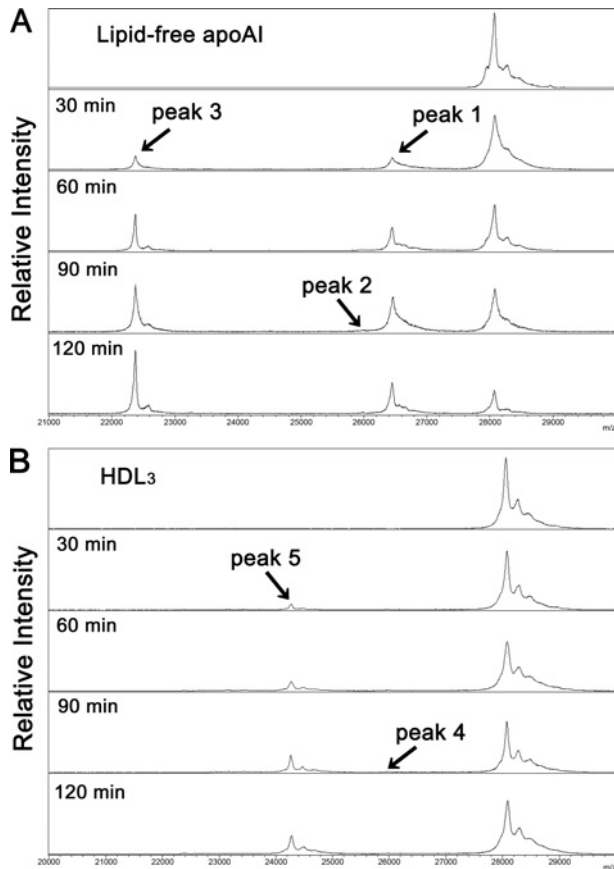 A
Lipid-free apoAI
30 min
peak 3
peak 1
60 min
90 min
peak 2
120 min
Relative Intensity
21000 22000 23000 24000 25000 26000 27000 28000 29000 m/z
B
HDL3
30 min
peak 5
60 min
90 min
peak 4
120 min
Relative Intensity
20000 21000 22000 23000 24000 25000 26000 27000 28000 29000 m/z